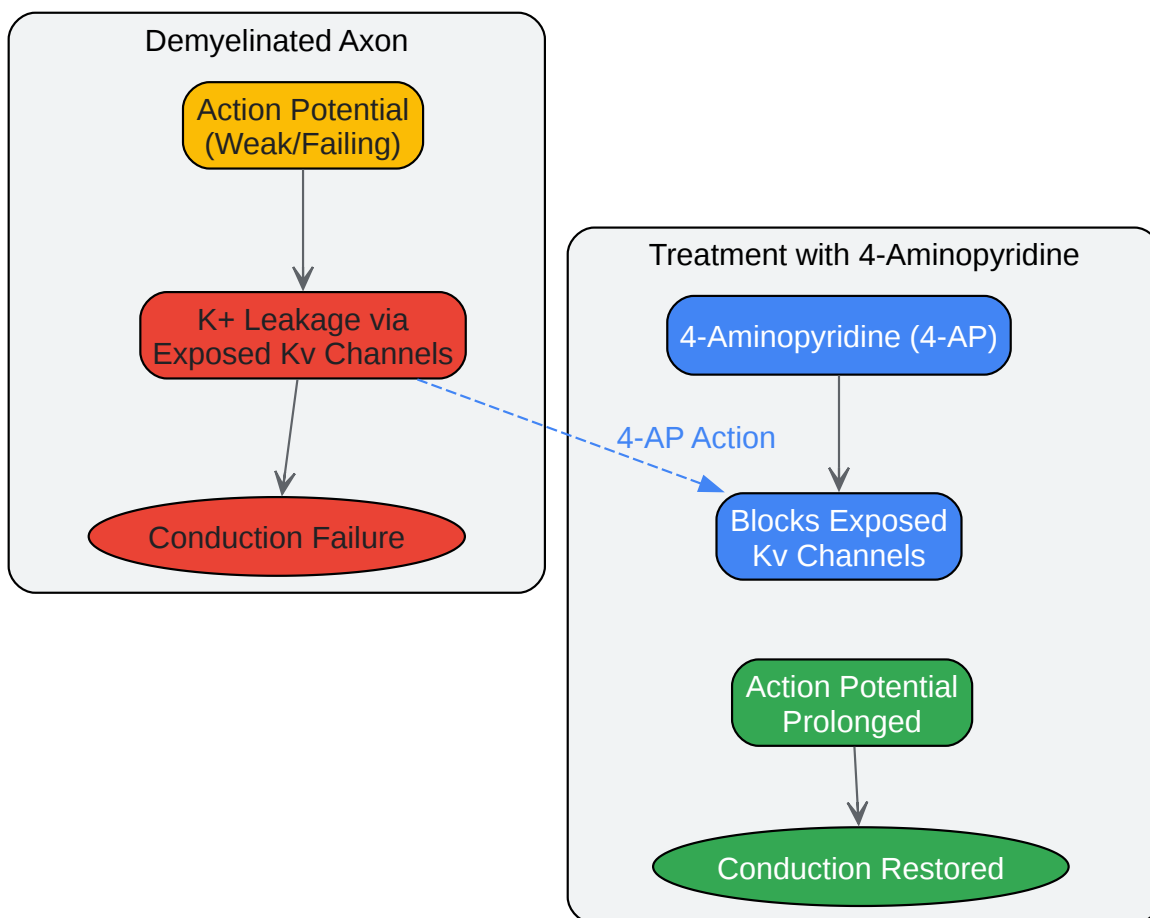 Demyelinated Axon
Action Potential
(Weak/Failing)
K+ Leakage via
Exposed Kv Channels
Conduction Failure
4-AP Action
Treatment with 4-Aminopyridine
4-Aminopyridine (4-AP)
Blocks Exposed
Kv Channels
Action Potential
Prolonged
Conduction Restored